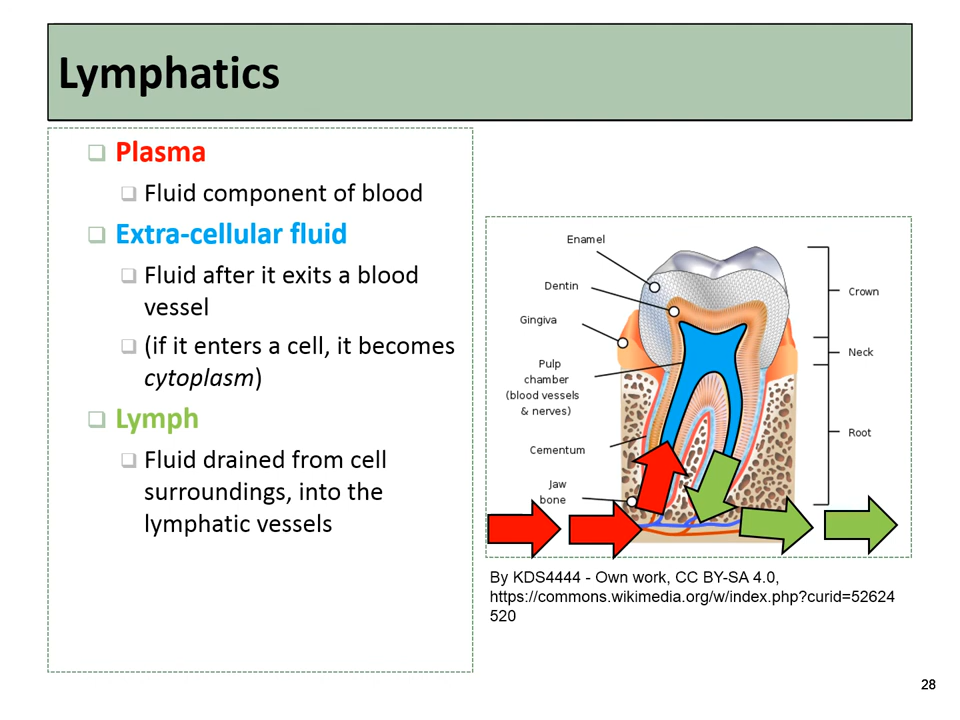 Lymphatics
Plasma
Fluid component of blood
Extra-cellular fluid
Fluid after it exits a blood
vessel
(if it enters a cell, it becomes
cytoplasm)
Lymph
Fluid drained from cell
surroundings, into the
lymphatic vessels
Enamel
Dentin
Gingiva
Pulp
chamber
(blood vessels
& nerves)
Cementum
Jaw
bone
Crown
Neck
Root
By KDS4444 - Own work, CC BY-SA 4.0,
https://commons.wikimedia.org/w/index.php?curid=52624
520
28